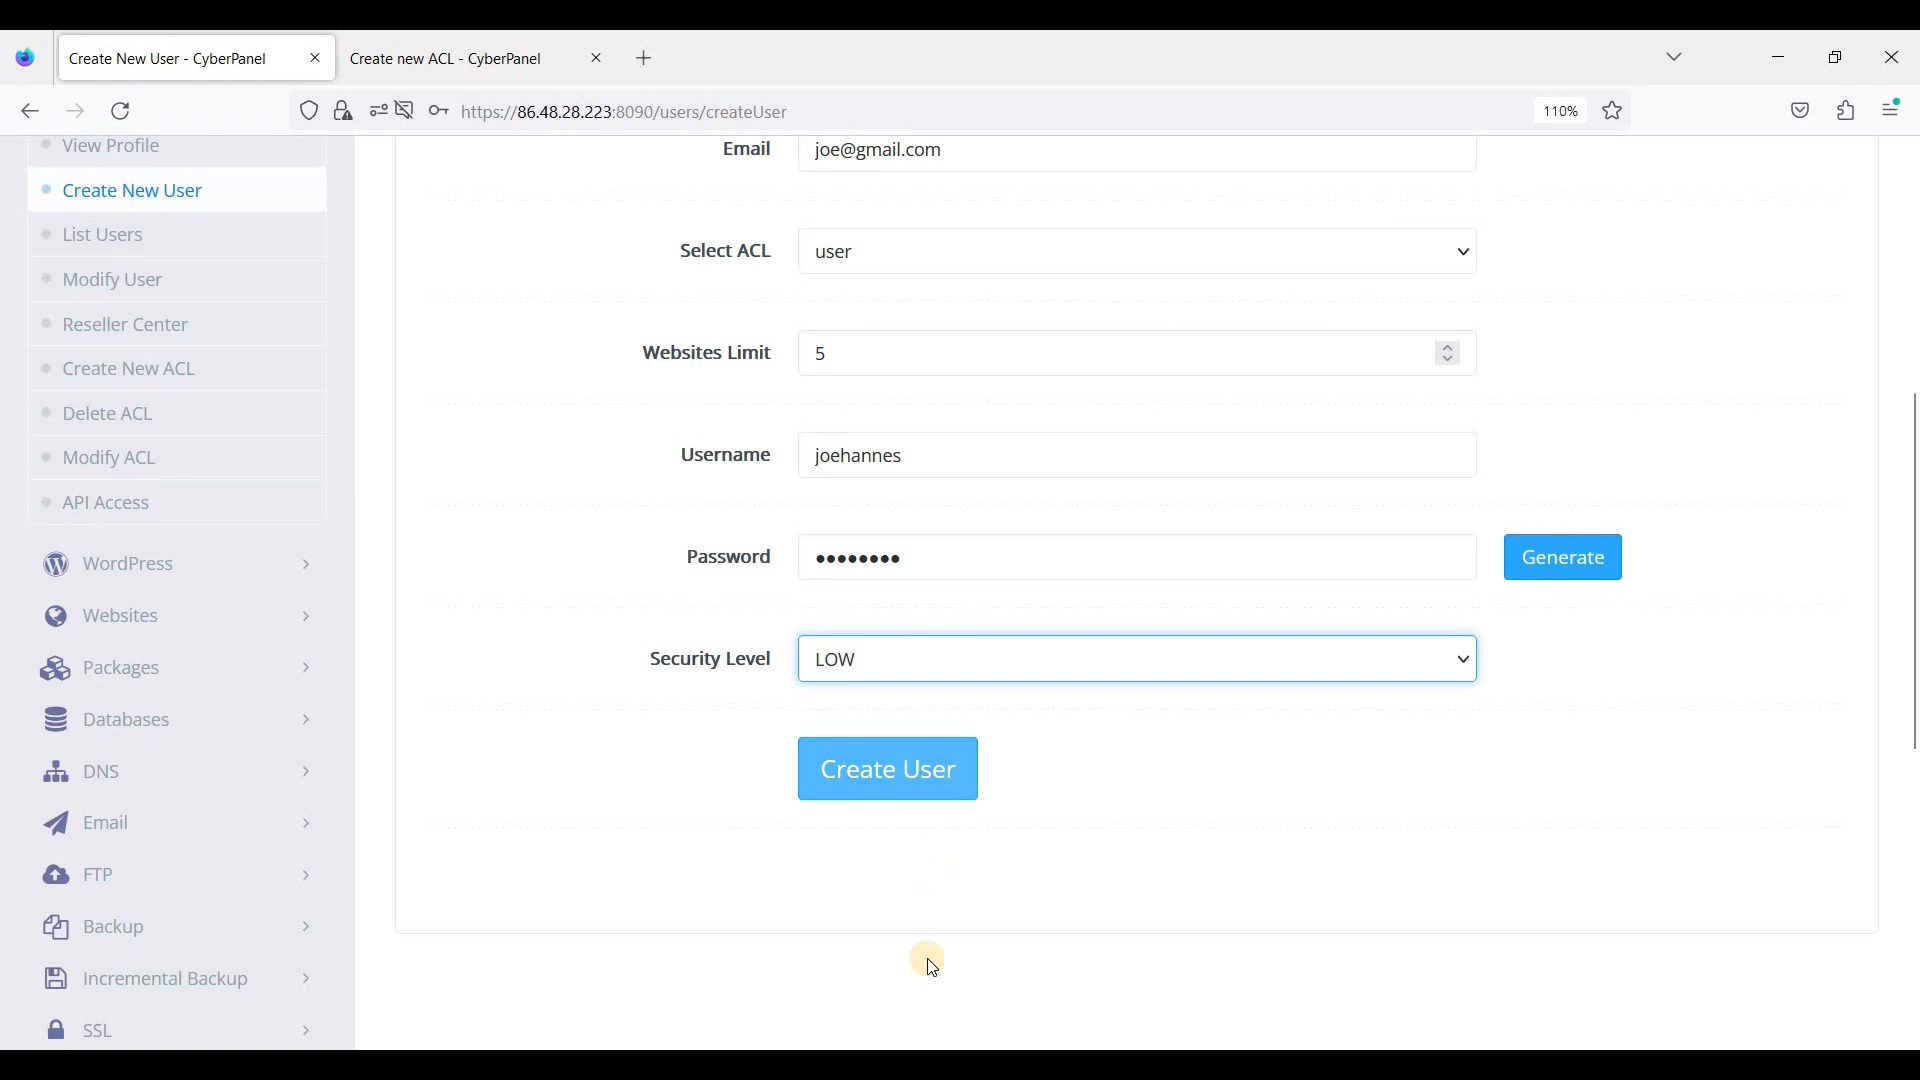 Create New User - CyberPanel
Create new ACL - CyberPanel
https://86.48.28.223:8090/users/createUser
110%
View Profile
Create New User
List Users
Modify User
Reseller Center
Create New ACL
Delete ACL
Modify ACL
API Access
WordPress
Websites
Packages
Databases
DNS
Email
FTP
Backup
Incremental Backup
SSL
Email joe@gmail.com
Select ACL user
Websites Limit 5
Username joehannes
Password ●●●●●●●● Generate
Security Level LOW
Create User